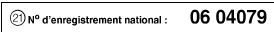 ㉑ N° d'enregistrement national : 06 04079